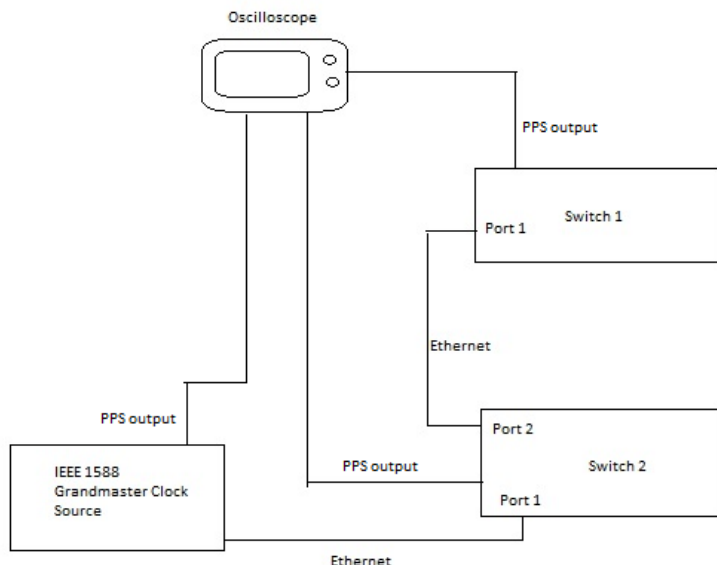 Oscilloscope
PPS output
Switch 1
Port 1
Ethernet
PPS output
Port 2
IEEE 1588
Grandmaster Clock
Source
PPS output
Switch 2
Port 1
Ethernet